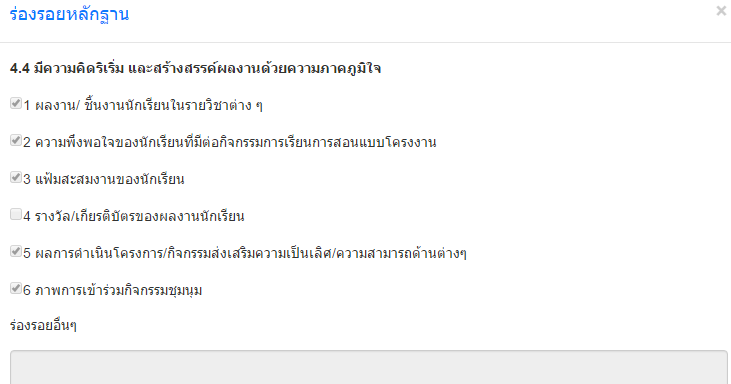 ร่องรอยหลักฐาน ×
4.4 มีความคิดริเริ่ม และสร้างสรรค์ผลงานด้วยความภาคภูมิใจ
1 ผลงาน/ ชิ้นงานนักเรียนในรายวิชาต่าง ๆ
2 ความพึงพอใจของนักเรียนที่มีต่อกิจกรรมการเรียนการสอนแบบโครงงาน
3 แฟ้มสะสมงานของนักเรียน
4 รางวัล/เกียรติบัตรของผลงานนักเรียน
5 ผลการดำเนินโครงการ/กิจกรรมส่งเสริมความเป็นเลิศ/ความสามารถด้านต่างๆ
6 ภาพการเข้าร่วมกิจกรรมชุมนุม
ร่องรอยอื่นๆ